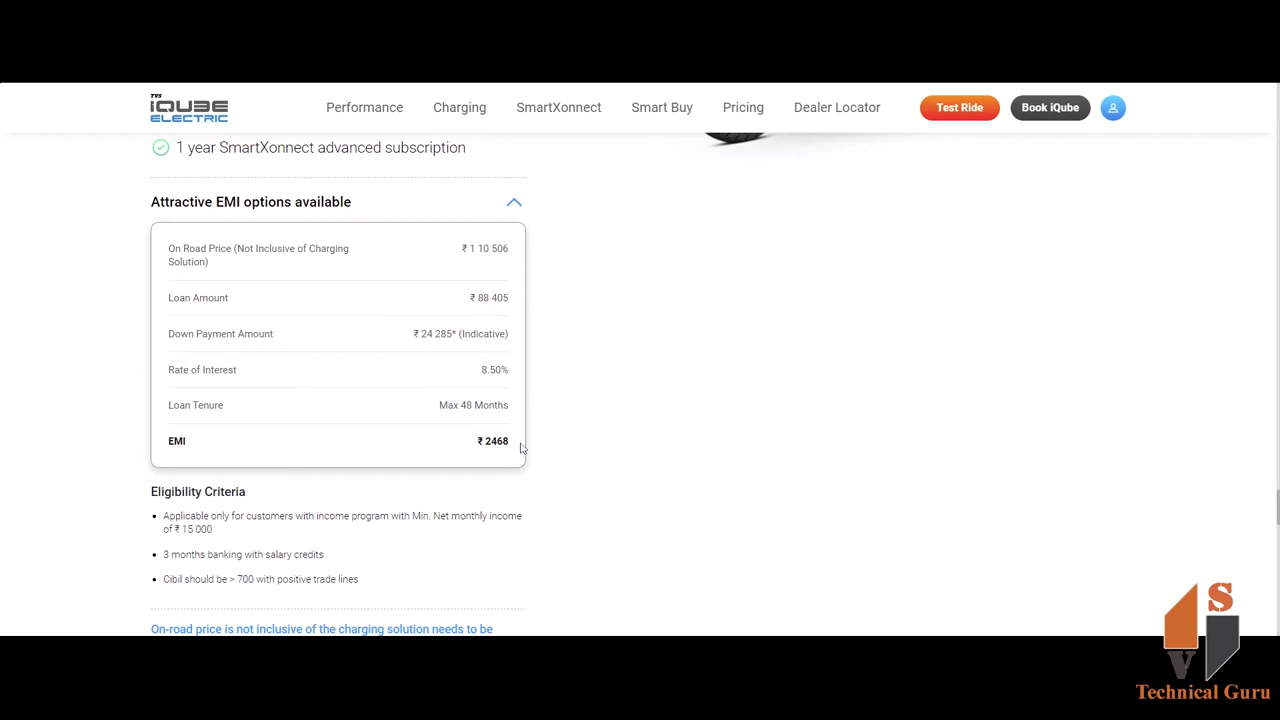 TVS
iQUBE
ELECTRIC
Performance
Charging
SmartXonnect
Smart Buy
Pricing
Dealer Locator
Test Ride
Book iQube
1 year SmartXonnect advanced subscription
Attractive EMI options available
On Road Price (Not Inclusive of Charging
Solution)
₹ 1 10 506
Loan Amount
₹ 88 405
Down Payment Amount
₹ 24 285* (Indicative)
Rate of Interest
8.50%
Loan Tenure
Max 48 Months
EMI
₹ 2468
Eligibility Criteria
Applicable only for customers with income program with Min. Net monthly income
of ₹ 15 000
3 months banking with salary credits
Cibil should be > 700 with positive trade lines
On-road price is not inclusive of the charging solution needs to be
S
V
Technical Guru